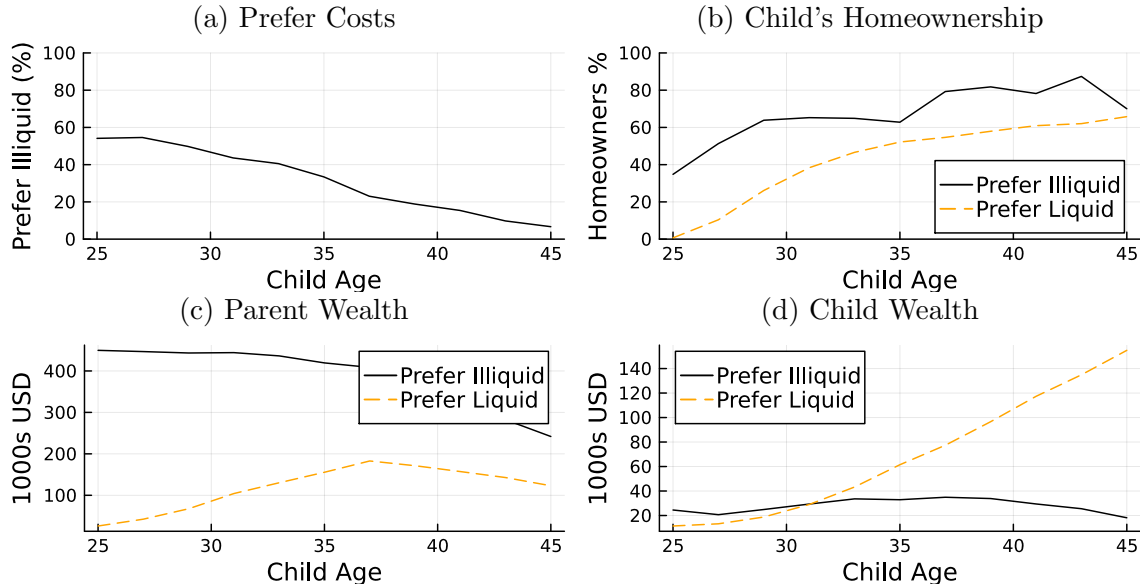 (a) Prefer Costs
Prefer Illiquid (%)
100
80
60
40
20
0
25 30 35 40 45
Child Age
(b) Child's Homeownership
Homeowners %
100
80
60
40
20
0
Prefer Illiquid
Prefer Liquid
25 30 35 40 45
Child Age
(c) Parent Wealth
1000s USD
400
300
200
100
Prefer Illiquid
Prefer Liquid
25 30 35 40 45
Child Age
(d) Child Wealth
1000s USD
140
120
100
80
60
40
20
Prefer Illiquid
Prefer Liquid
25 30 35 40 45
Child Age